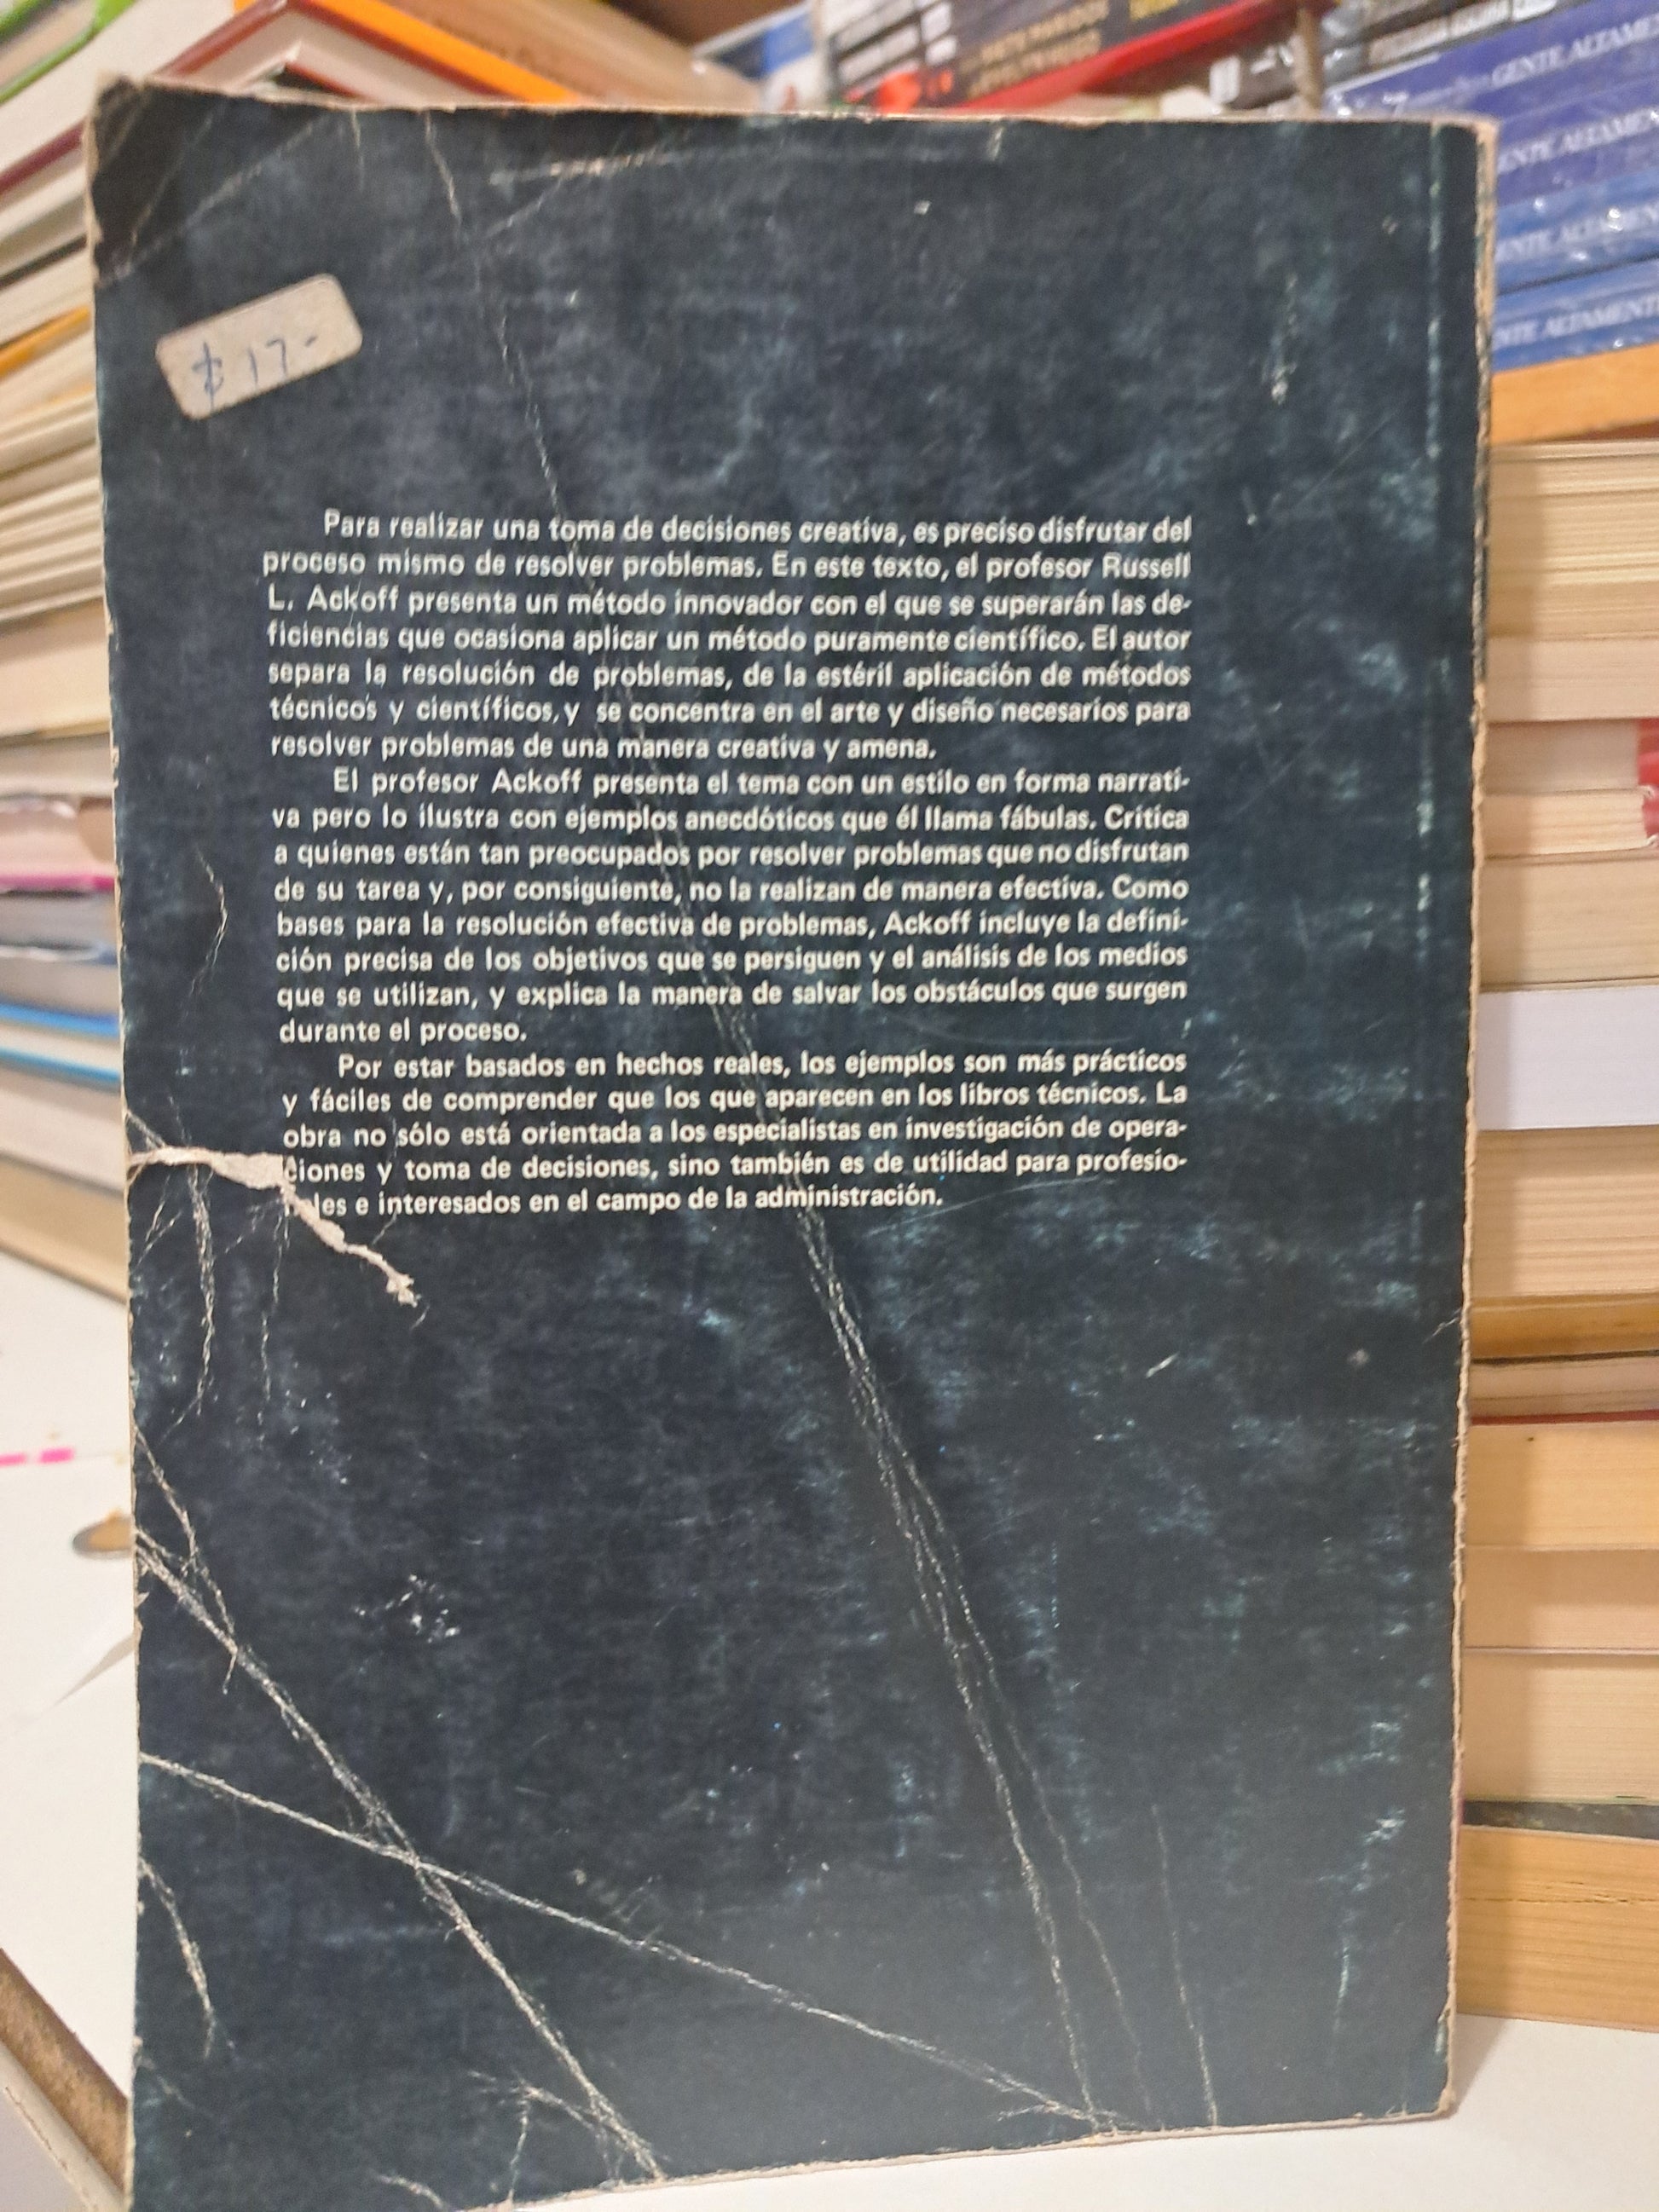 GENTE ALTAMEN
ENTE ALTAMEN
ENTE ALTAMEN
NTE ALTAMENT
$ 17-
Para realizar una toma de decisiones creativa, es preciso disfrutar del
proceso mismo de resolver problemas. En este texto, el profesor Russell
L. Ackoff presenta un método innovador con el que se superarán las de-
ficiencias que ocasiona aplicar un método puramente científico. El autor
separa la resolución de problemas, de la estéril aplicación de métodos
técnicos y científicos, y se concentra en el arte y diseño necesarios para
resolver problemas de una manera creativa y amena.
El profesor Ackoff presenta el tema con un estilo en forma narrati-
va pero lo ilustra con ejemplos anecdóticos que él llama fábulas. Critica
a quienes están tan preocupados por resolver problemas que no disfrutan
de su tarea y, por consiguiente, no la realizan de manera efectiva. Como
bases para la resolución efectiva de problemas, Ackoff incluye la defini-
ción precisa de los objetivos que se persiguen y el análisis de los medios
que se utilizan, y explica la manera de salvar los obstáculos que surgen
durante el proceso.
Por estar basados en hechos reales, los ejemplos son más prácticos
y fáciles de comprender que los que aparecen en los libros técnicos. La
obra no sólo está orientada a los especialistas en investigación de opera-
ciones y toma de decisiones, sino también es de utilidad para profesio-
nales e interesados en el campo de la administración.